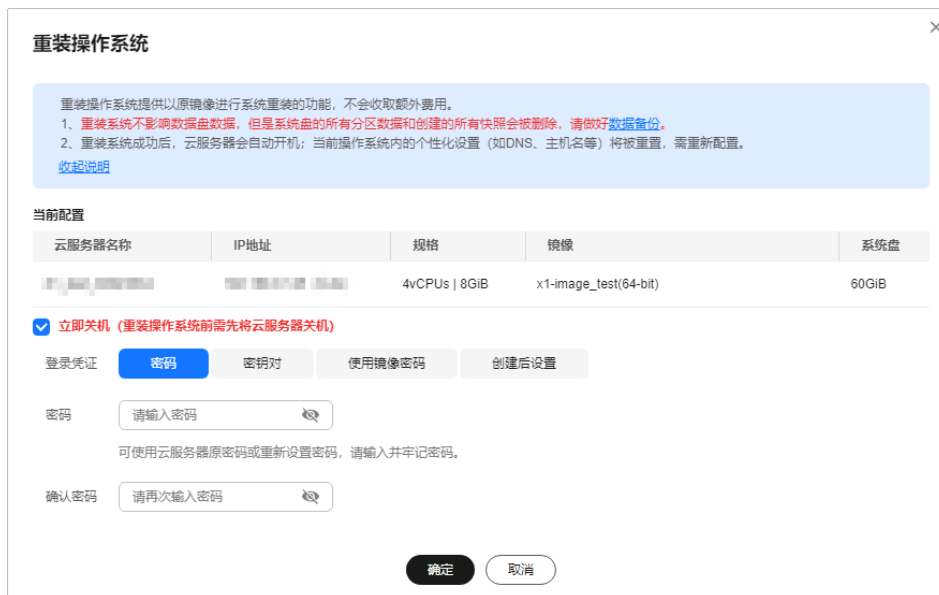 重装操作系统
重装操作系统提供以原镜像进行系统重装的功能，不会收取额外费用。
1、重装系统不影响数据盘数据，但是系统盘的所有分区数据和创建的所有快照会被删除，请做好数据备份。
2、重装系统成功后，云服务器会自动开机；当前操作系统内的个性化设置（如DNS、主机名等）将被重置，需重新配置。
收起说明
当前配置
云服务器名称 IP地址 规格 镜像 系统盘
4vCPUs | 8GiB x1-image_test(64-bit) 60GiB
立即关机（重装操作系统前需先将云服务器关机）
登录凭证 密码 密钥对 使用镜像密码 创建后设置
密码 请输入密码
可使用云服务器原密码或重新设置密码，请输入并牢记密码。
确认密码 请再次输入密码
确定 取消